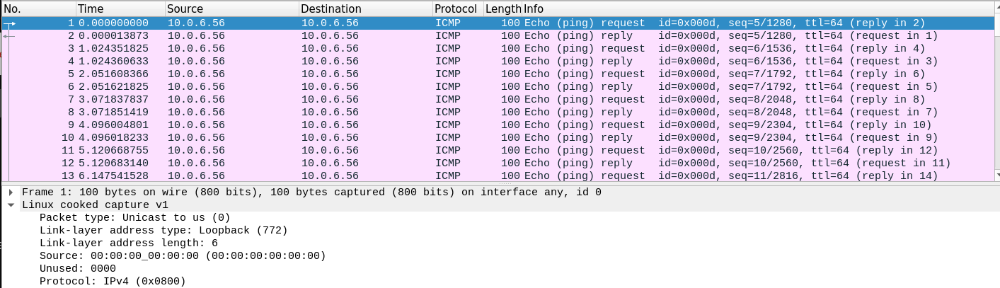 No. Time Source Destination Protocol Length Info
1 0.000000000 10.0.6.56 10.0.6.56 ICMP 100 Echo (ping) request id=0x000d, seq=5/1280, ttl=64 (reply in 2)
2 0.000013873 10.0.6.56 10.0.6.56 ICMP 100 Echo (ping) reply id=0x000d, seq=5/1280, ttl=64 (request in 1)
3 1.024351825 10.0.6.56 10.0.6.56 ICMP 100 Echo (ping) request id=0x000d, seq=6/1536, ttl=64 (reply in 4)
4 1.024360633 10.0.6.56 10.0.6.56 ICMP 100 Echo (ping) reply id=0x000d, seq=6/1536, ttl=64 (request in 3)
5 2.051608366 10.0.6.56 10.0.6.56 ICMP 100 Echo (ping) request id=0x000d, seq=7/1792, ttl=64 (reply in 6)
6 2.051621825 10.0.6.56 10.0.6.56 ICMP 100 Echo (ping) reply id=0x000d, seq=7/1792, ttl=64 (request in 5)
7 3.071837837 10.0.6.56 10.0.6.56 ICMP 100 Echo (ping) request id=0x000d, seq=8/2048, ttl=64 (reply in 8)
8 3.071851419 10.0.6.56 10.0.6.56 ICMP 100 Echo (ping) reply id=0x000d, seq=8/2048, ttl=64 (request in 7)
9 4.096004801 10.0.6.56 10.0.6.56 ICMP 100 Echo (ping) request id=0x000d, seq=9/2304, ttl=64 (reply in 10)
10 4.096018233 10.0.6.56 10.0.6.56 ICMP 100 Echo (ping) reply id=0x000d, seq=9/2304, ttl=64 (request in 9)
11 5.120668755 10.0.6.56 10.0.6.56 ICMP 100 Echo (ping) request id=0x000d, seq=10/2560, ttl=64 (reply in 12)
12 5.120683140 10.0.6.56 10.0.6.56 ICMP 100 Echo (ping) reply id=0x000d, seq=10/2560, ttl=64 (request in 11)
13 6.147541528 10.0.6.56 10.0.6.56 ICMP 100 Echo (ping) request id=0x000d, seq=11/2816, ttl=64 (reply in 14)
Frame 1: 100 bytes on wire (800 bits), 100 bytes captured (800 bits) on interface any, id 0
Linux cooked capture v1
Packet type: Unicast to us (0)
Link-layer address type: Loopback (772)
Link-layer address length: 6
Source: 00:00:00_00:00:00 (00:00:00:00:00:00)
Unused: 0000
Protocol: IPv4 (0x0800)